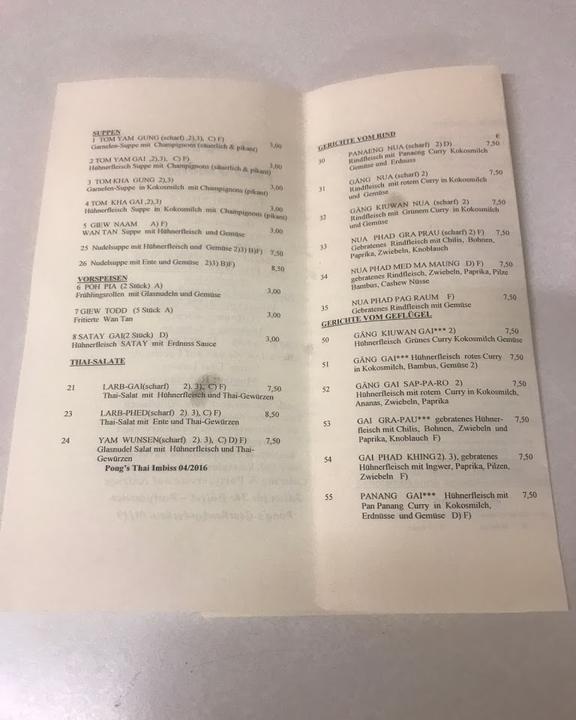 SUPPEN
1 TOM YAM GUNG (scharf) ,2),3), C) F)
Garnelen-Suppe mit Champignons (säuerlich & pikant) 3,00
2 TOM YAM GAI ,2),3), C) F)
Hühnerfleisch Suppe mit Champignons (säuerlich & pikant) 3,00
3 TOM KHA GUNG 2),3)
Garnelen-Suppe in Kokosmilch mit Champignons (pikant) 3,00
4 TOM KHA GAI ,2),3)
Hühnerfleisch Suppe in Kokosmilch mit Champignons (pikant) 3,00
5 GIEW NAAM A) F)
WAN TAN Suppe mit Hühnerfleisch und Gemüse 3,00
25 Nudelsuppe mit Hühnerfleisch und Gemüse 2)3) B)F) 7,50
26 Nudelsuppe mit Ente und Gemüse 2)3) B)F) 8,50
VORSPEISEN
6 POH PIA (2 Stück) A)
Frühlingsrollen mit Glasnudeln und Gemüse 3,00
7 GIEW TODD (5 Stück A)
Fritierte Wan Tan 3,00
8 SATAY GAI(2 Stück) D)
Hühnerfleisch SATAY mit Erdnuss Sauce 3,00
THAI-SALATE
21 LARB-GAI(scharf) 2). 3), C) F) 7,50
Thai-Salat mit Hühnerfleisch und Thai-Gewürzen
23 LARB-PHED(scharf) 2). 3), C) F) 8,50
Thai-Salat mit Ente und Thai-Gewürzen
24 YAM WUNSEN(scharf) 2). 3), C) D) F) 7,50
Glasnudel Salat mit Hühnerfleisch und Thai-
Gewürzen
Pong's Thai Imbiss 04/2016
GERICHTE VOM RIND €
30 PANAENG NUA (scharf) 2) D) 7,50
Rindfleisch mit Panaeng Curry Kokosmilch
Gemüse und Erdnuss
31 GÄNG NUA (scharf) 2) 7,50
Rindfleisch mit rotem Curry in Kokosmilch
und Gemüse
32 GÄNG KIUWAN NUA (scharf) 2) 7,50
Rindfleisch mit Grünem Curry in Kokosmilch
und Gemüse
33 NUA PHAD GRA PRAU (scharf) 2) F) 7,50
Gebratenes Rindfleisch mit Chilis, Bohnen,
Paprika, Zwiebeln, Knoblauch
34 NUA PHAD MED MA MAUNG D) F) 7,50
gebratenes Rindfleisch, Zwiebeln, Paprika, Pilze
Bambus, Cashew Nüsse
35 NUA PHAD PAG RAUM F) 7,50
Gebratenes Rindfleisch mit Gemüse
GERICHTE VOM GEFLÜGEL
50 GÄNG KIUWAN GAI*** 2) 7,50
Hühnerfleisch Grünes Curry Kokosmilch Gemüse
51 GÄNG GAI*** Hühnerfleisch rotes Curry 7,50
in Kokosmilch, Bambus, Gemüse 2)
52 GÄNG GAI SAP-PA-RO 2) 7,50
Hühnerfleisch mit rotem Curry in Kokosmilch,
Ananas, Zwiebeln, Paprika
53 GAI GRA-PAU*** gebratenes Hühner- 7,50
fleisch mit Chilis, Bohnen, Zwiebeln und
Paprika, Knoblauch F)
54 GAI PHAD KHING 2). 3), gebratenes 7,50
Hühnerfleisch mit Ingwer, Paprika, Pilzen,
Zwiebeln F)
55 PANANG GAI*** Hühnerfleisch mit 7,50
Pan Panang Curry in Kokosmilch,
Erdnüsse und Gemüse D) F)